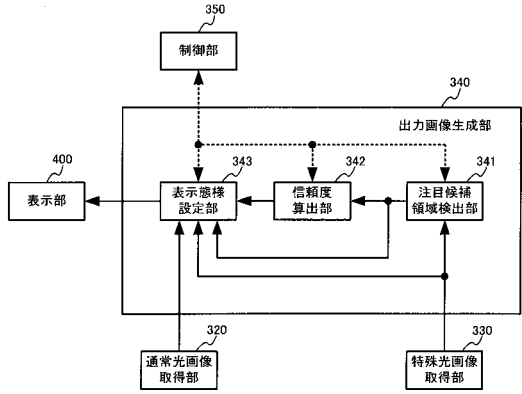 350
制御部
340
出力画像生成部
400
表示部
343
表示態様
設定部
342
信頼度
算出部
341
注目候補
領域検出部
320
通常光画像
取得部
330
特殊光画像
取得部